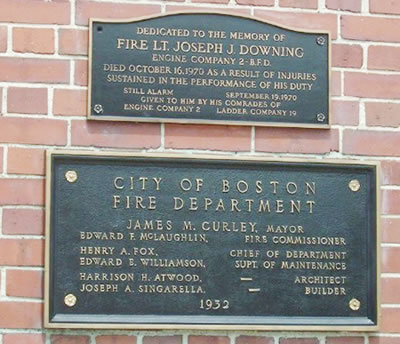 DEDICATED TO THE MEMORY OF
FIRE LT. JOSEPH J. DOWNING
ENGINE COMPANY 2 - B.F.D.
DIED OCTOBER 16, 1970 AS A RESULT OF INJURIES
SUSTAINED IN THE PERFORMANCE OF HIS DUTY
STILL ALARM SEPTEMBER 19, 1970
GIVEN TO HIM BY HIS COMRADES OF
ENGINE COMPANY 2 LADDER COMPANY 19
CITY OF BOSTON
FIRE DEPARTMENT
JAMES M. CURLEY, MAYOR
EDWARD F. McLAUGHLIN, FIRE COMMISSIONER
HENRY A. FOX, CHIEF OF DEPARTMENT
EDWARD E. WILLIAMSON, SUPT. OF MAINTENANCE
HARRISON H. ATWOOD, — ARCHITECT
JOSEPH A. SINGARELLA, — BUILDER
1932